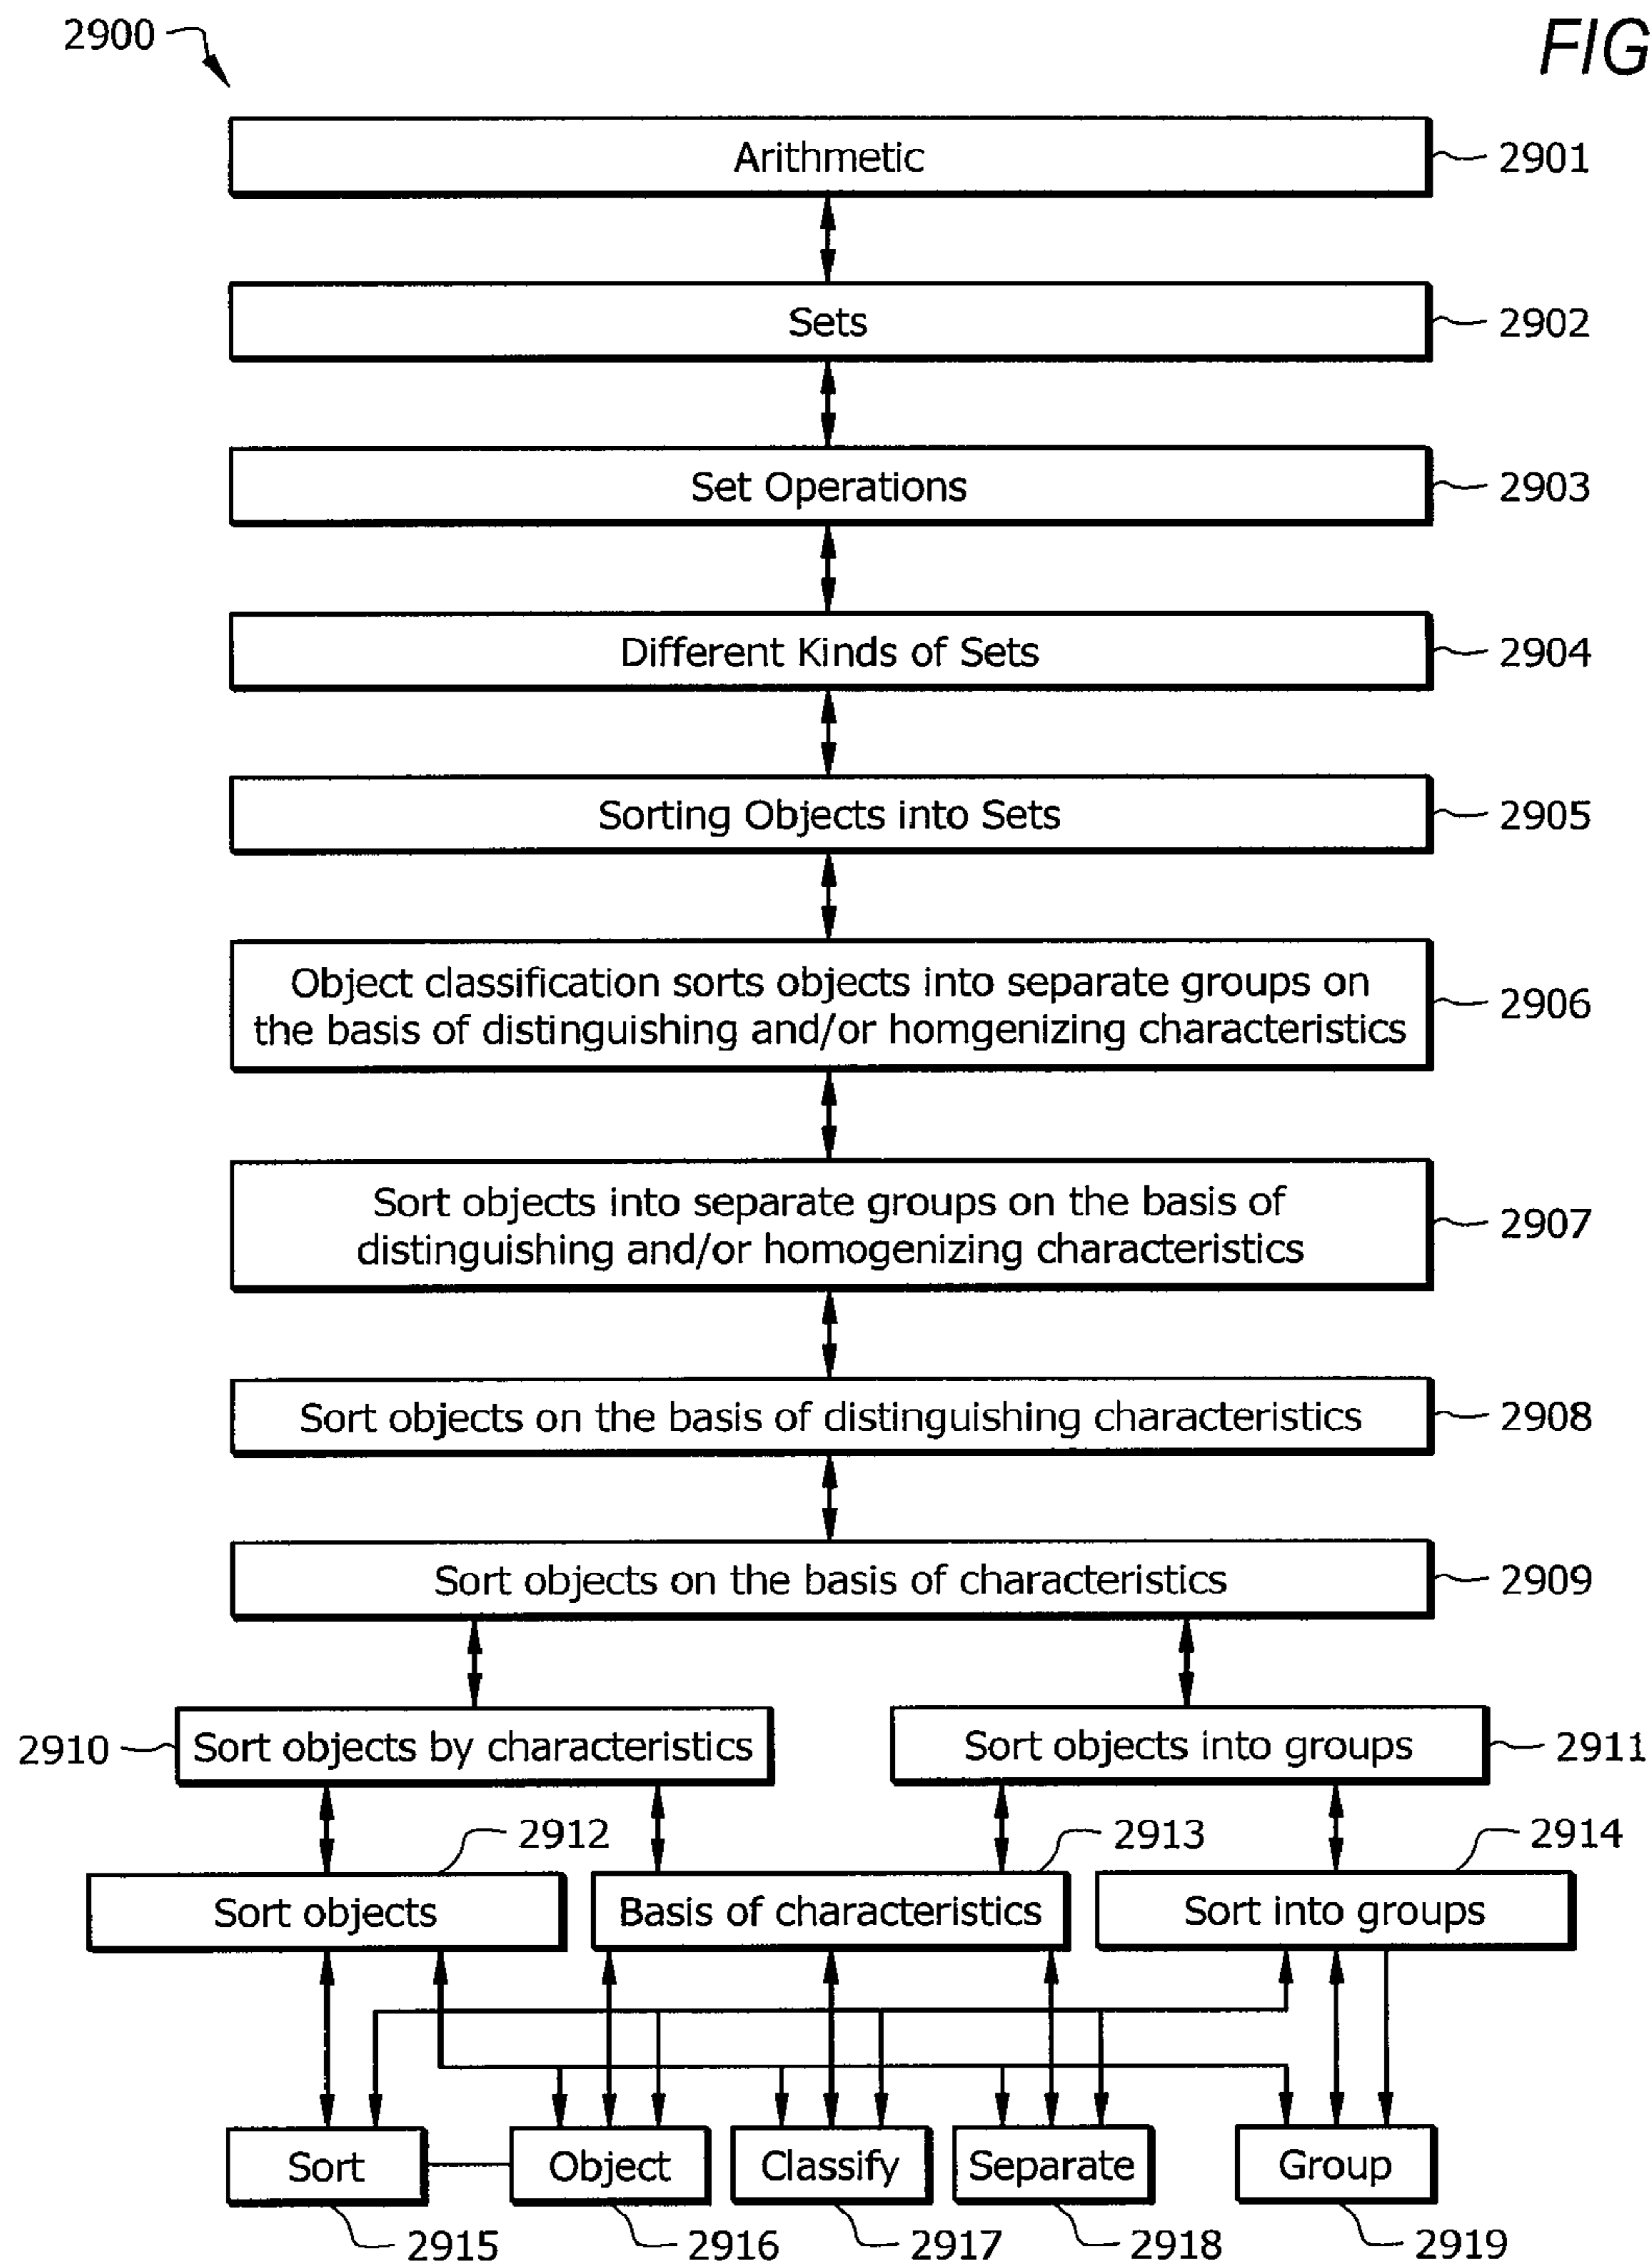 2900
FIG
Arithmetic
2901
Sets
2902
Set Operations
2903
Different Kinds of Sets
2904
Sorting Objects into Sets
2905
Object classification sorts objects into separate groups on
the basis of distinguishing and/or homgenizing characteristics
2906
Sort objects into separate groups on the basis of
distinguishing and/or homogenizing characteristics
2907
Sort objects on the basis of distinguishing characteristics
2908
Sort objects on the basis of characteristics
2909
2910
Sort objects by characteristics
Sort objects into groups
2911
2912
2913
2914
Sort objects
Basis of characteristics
Sort into groups
Sort
Object
Classify
Separate
Group
2915
2916
2917
2918
2919